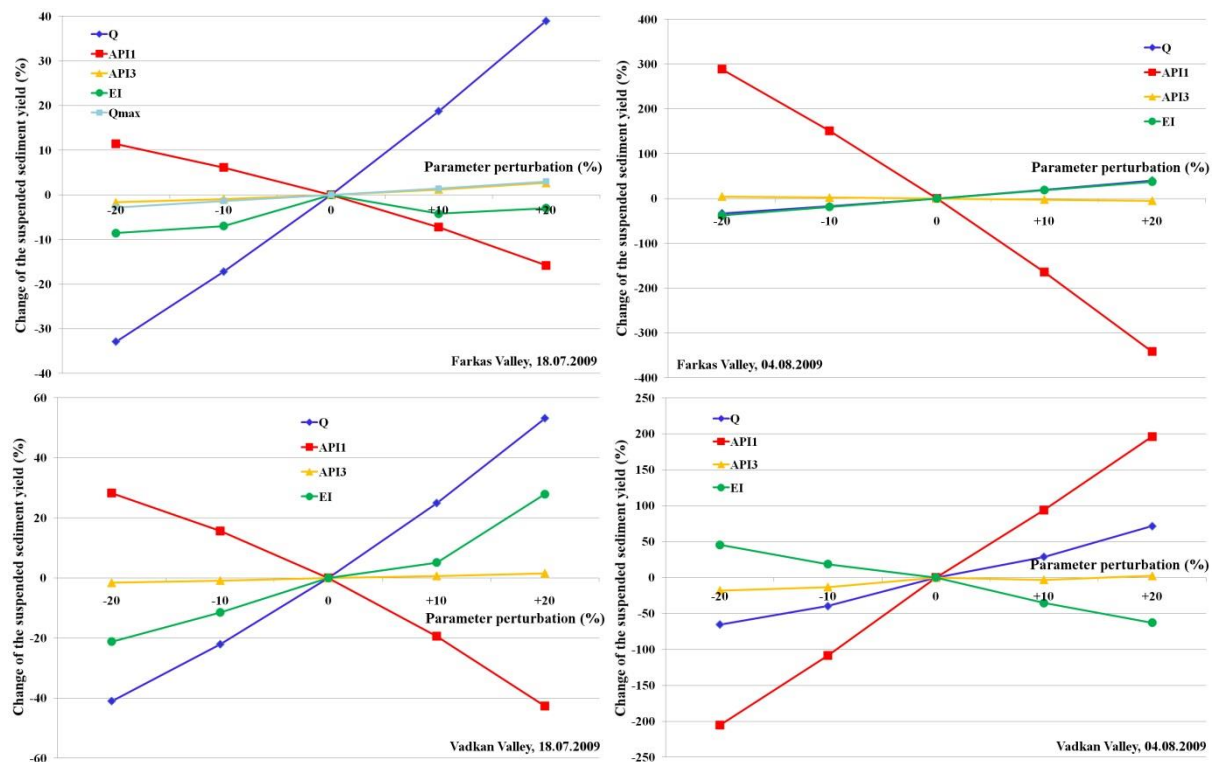 Change of the suspended sediment yield (%)
40
30
20
10
0
-10
-20
-30
-40
Q
API1
API3
EI
Qmax
Parameter perturbation (%)
-20
-10
0
+10
+20
Farkas Valley, 18.07.2009
Change of the suspended sediment yield (%)
400
300
200
100
0
-100
-200
-300
-400
Q
API1
API3
EI
Parameter perturbation (%)
-20
-10
0
+10
+20
Farkas Valley, 04.08.2009
Change of the suspended sediment yield (%)
60
40
20
0
-20
-40
-60
Q
API1
API3
EI
-20
-10
0
+10
+20
Parameter perturbation (%)
Vadkan Valley, 18.07.2009
Change of the suspended sediment yield (%)
250
200
150
100
50
0
-50
-100
-150
-200
-250
Q
API1
API3
EI
Parameter perturbation (%)
-20
-10
0
+10
+20
Vadkan Valley, 04.08.2009